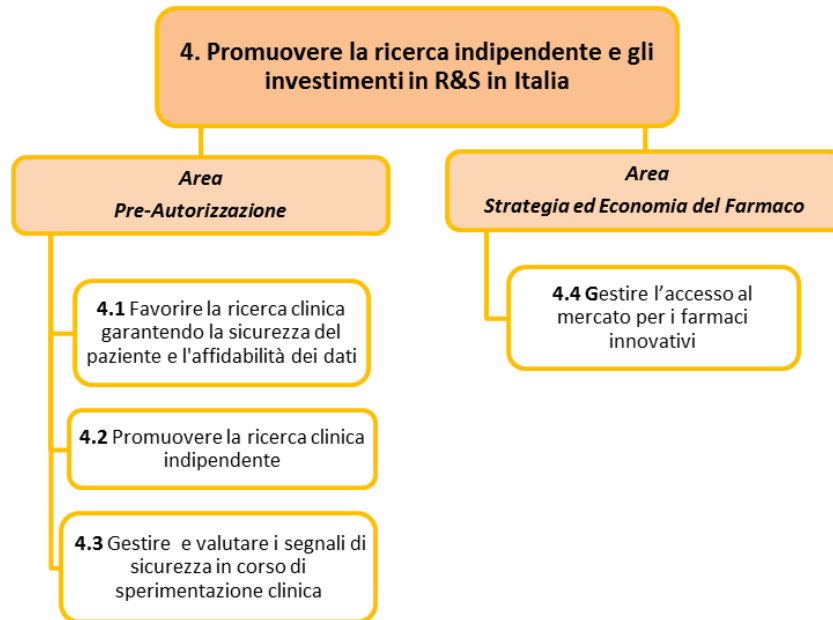 4. Promuovere la ricerca indipendente e gli
investimenti in R&S in Italia
Area
Pre-Autorizzazione
Area
Strategia ed Economia del Farmaco
4.1 Favorire la ricerca clinica
garantendo la sicurezza del
paziente e l'affidabilità dei dati
4.2 Promuovere la ricerca clinica
indipendente
4.3 Gestire e valutare i segnali di
sicurezza in corso di
sperimentazione clinica
4.4 Gestire l’accesso al
mercato per i farmaci
innovativi